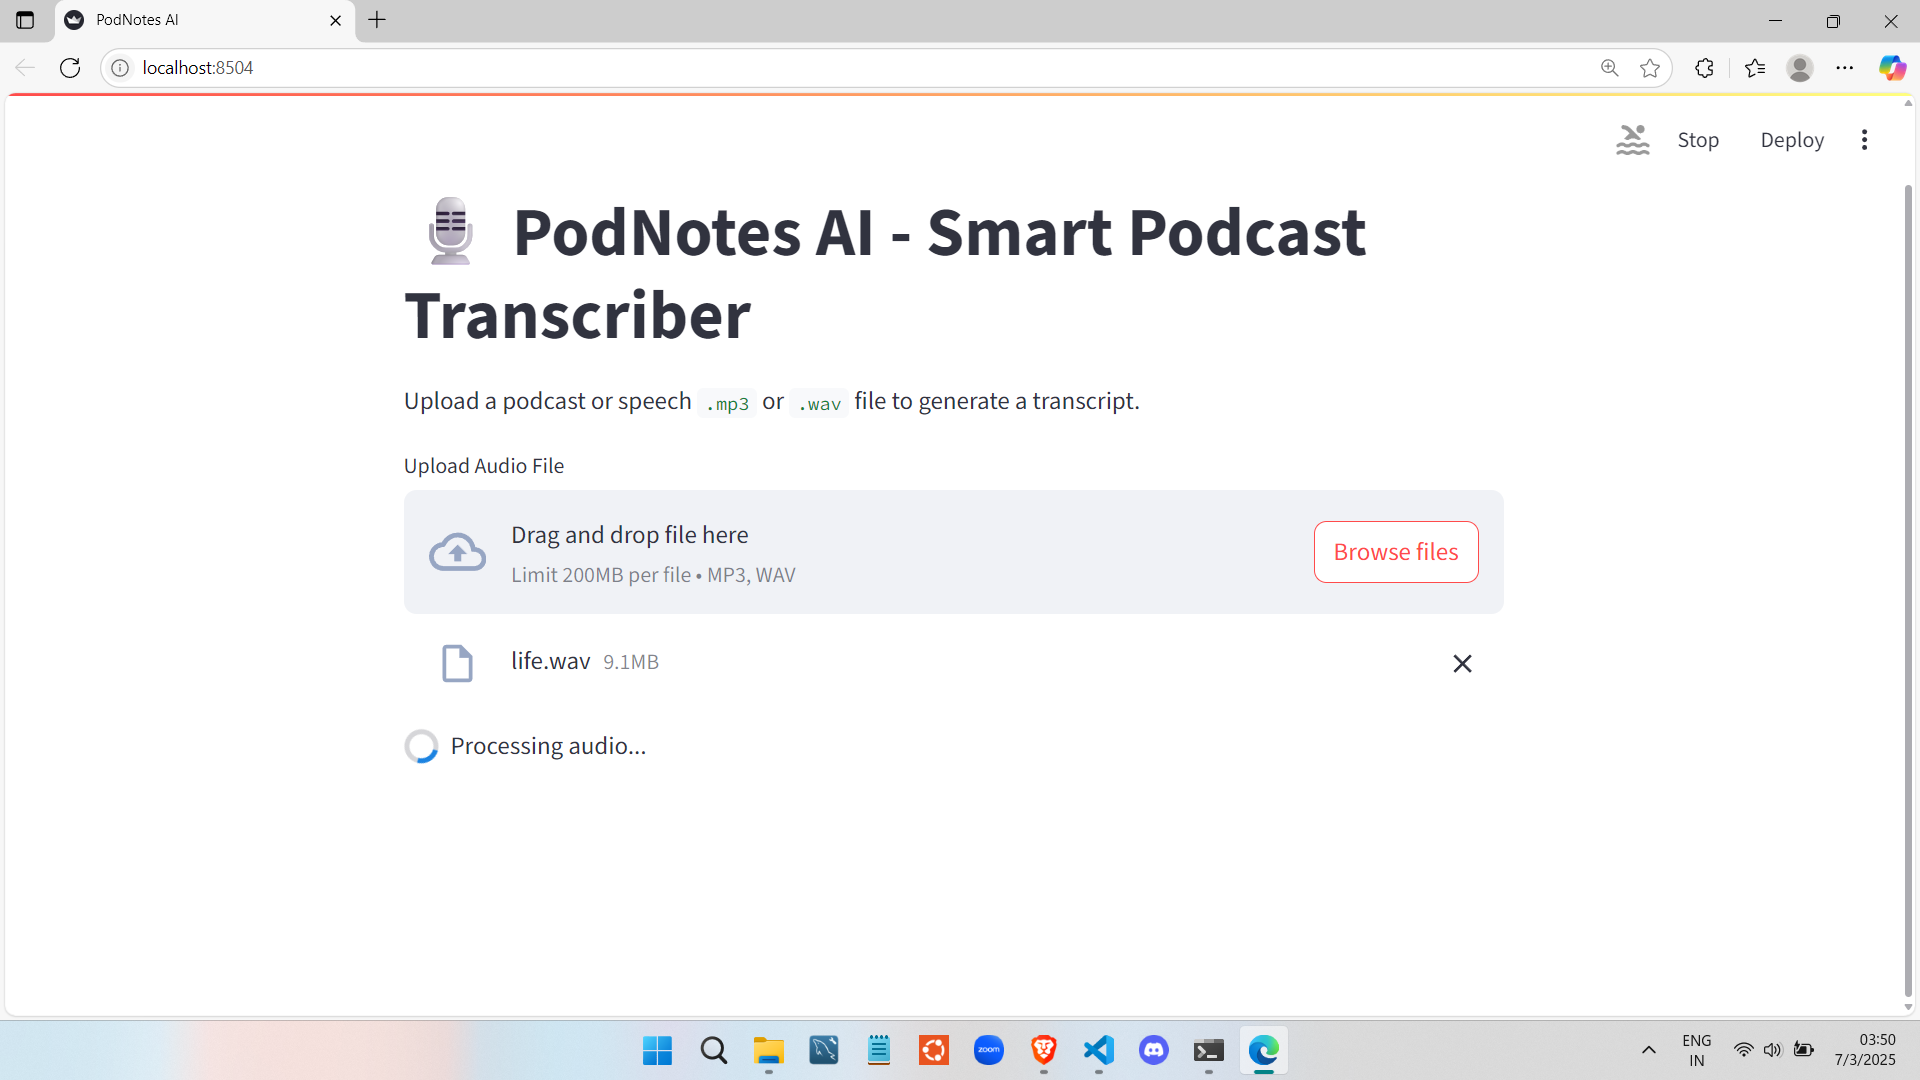 PodNotes AI
localhost:8504
Stop
Deploy
PodNotes AI - Smart Podcast
Transcriber
Upload a podcast or speech .mp3 or .wav file to generate a transcript.
Upload Audio File
Drag and drop file here
Limit 200MB per file • MP3, WAV
Browse files
life.wav 9.1MB
Processing audio...
zoom
ENG
IN
03:50
7/3/2025